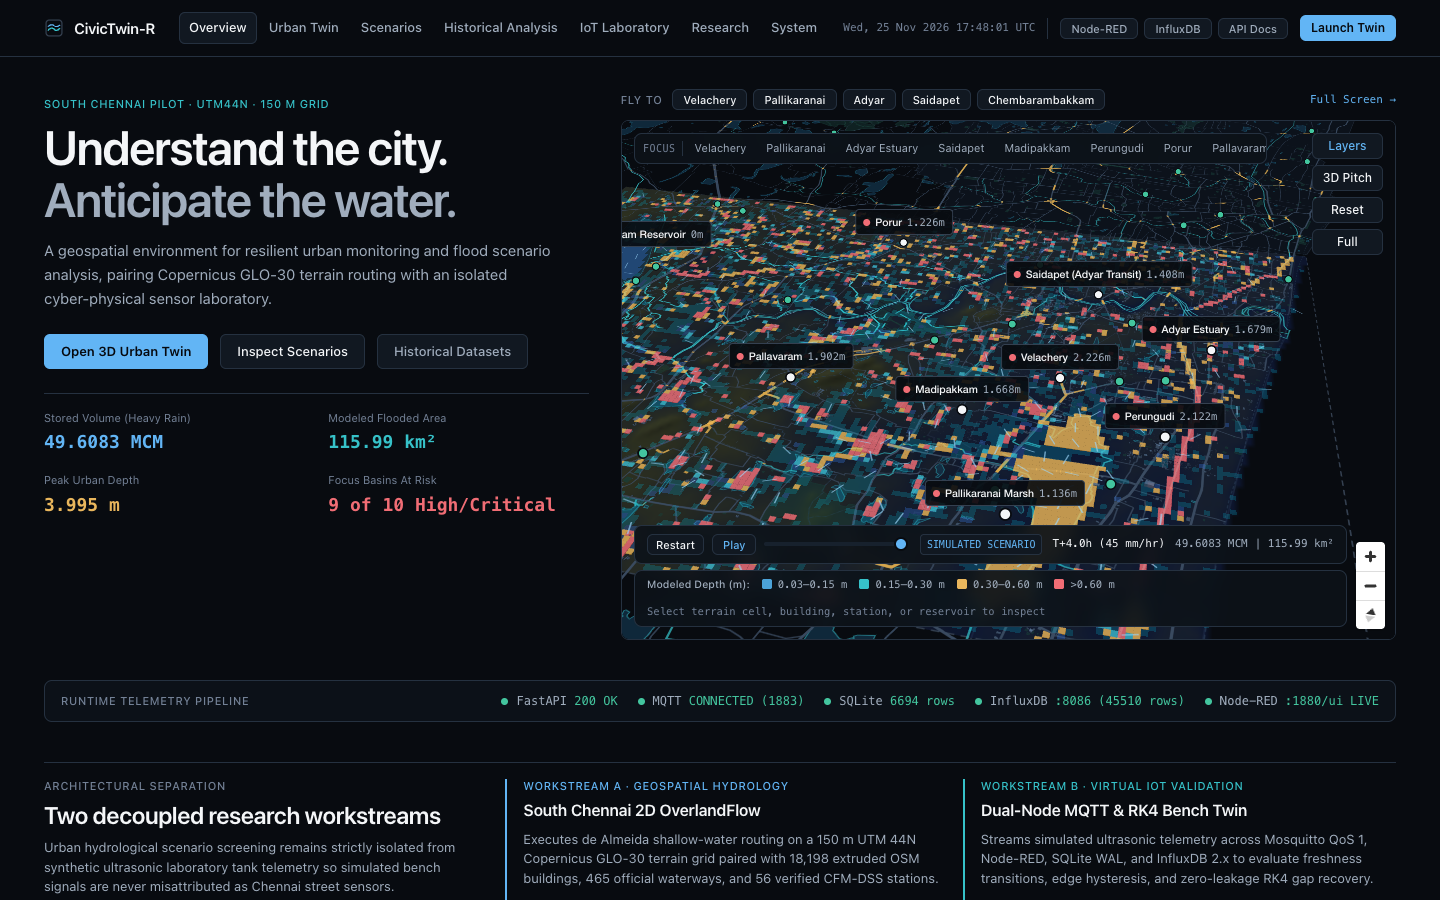 CivicTwin-R
Overview
Urban Twin
Scenarios
Historical Analysis
IoT Laboratory
Research
System
Wed, 25 Nov 2026 17:48:01 UTC
Node-RED
InfluxDB
API Docs
Launch Twin
SOUTH CHENNAI PILOT · UTM44N · 150 M GRID
Understand the city.
Anticipate the water.
A geospatial environment for resilient urban monitoring and flood scenario
analysis, pairing Copernicus GLO-30 terrain routing with an isolated
cyber-physical sensor laboratory.
Open 3D Urban Twin
Inspect Scenarios
Historical Datasets
Stored Volume (Heavy Rain)
49.6083 MCM
Modeled Flooded Area
115.99 km²
Peak Urban Depth
3.995 m
Focus Basins At Risk
9 of 10 High/Critical
FLY TO
Velachery
Pallikaranai
Adyar
Saidapet
Chembarambakkam
Full Screen →
FOCUS
Velachery
Pallikaranai
Adyar Estuary
Saidapet
Madipakkam
Perungudi
Porur
Pallavaram
Layers
3D Pitch
Reset
Full
am Reservoir 0m
Porur 1.226m
Saidapet (Adyar Transit) 1.408m
Adyar Estuary 1.679m
Pallavaram 1.902m
Velachery 2.226m
Madipakkam 1.668m
Perungudi 2.122m
Pallikaranai Marsh 1.136m
Restart
Play
SIMULATED SCENARIO
T+4.0h (45 mm/hr)
49.6083 MCM | 115.99 km²
Modeled Depth (m):
0.03–0.15 m
0.15–0.30 m
0.30–0.60 m
>0.60 m
Select terrain cell, building, station, or reservoir to inspect
RUNTIME TELEMETRY PIPELINE
FastAPI 200 OK
MQTT CONNECTED (1883)
SQLite 6694 rows
InfluxDB :8086 (45510 rows)
Node-RED :1880/ui LIVE
ARCHITECTURAL SEPARATION
Two decoupled research workstreams
Urban hydrological scenario screening remains strictly isolated from
synthetic ultrasonic laboratory tank telemetry so simulated bench
signals are never misattributed as Chennai street sensors.
WORKSTREAM A · GEOSPATIAL HYDROLOGY
South Chennai 2D OverlandFlow
Executes de Almeida shallow-water routing on a 150 m UTM 44N
Copernicus GLO-30 terrain grid paired with 18,198 extruded OSM
buildings, 465 official waterways, and 56 verified CFM-DSS stations.
WORKSTREAM B · VIRTUAL IOT VALIDATION
Dual-Node MQTT & RK4 Bench Twin
Streams simulated ultrasonic telemetry across Mosquitto QoS 1,
Node-RED, SQLite WAL, and InfluxDB 2.x to evaluate freshness
transitions, edge hysteresis, and zero-leakage RK4 gap recovery.